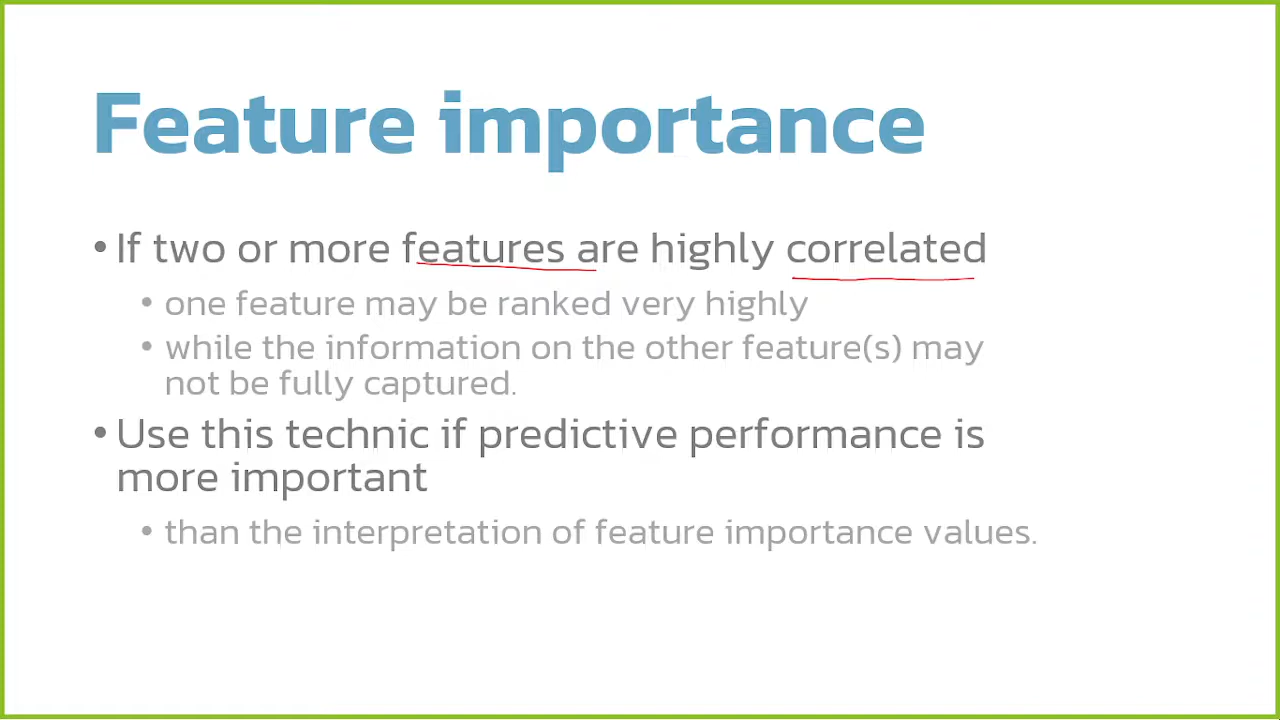 Feature importance
• If two or more features are highly correlated
• one feature may be ranked very highly
• while the information on the other feature(s) may
not be fully captured.
• Use this technic if predictive performance is
more important
• than the interpretation of feature importance values.